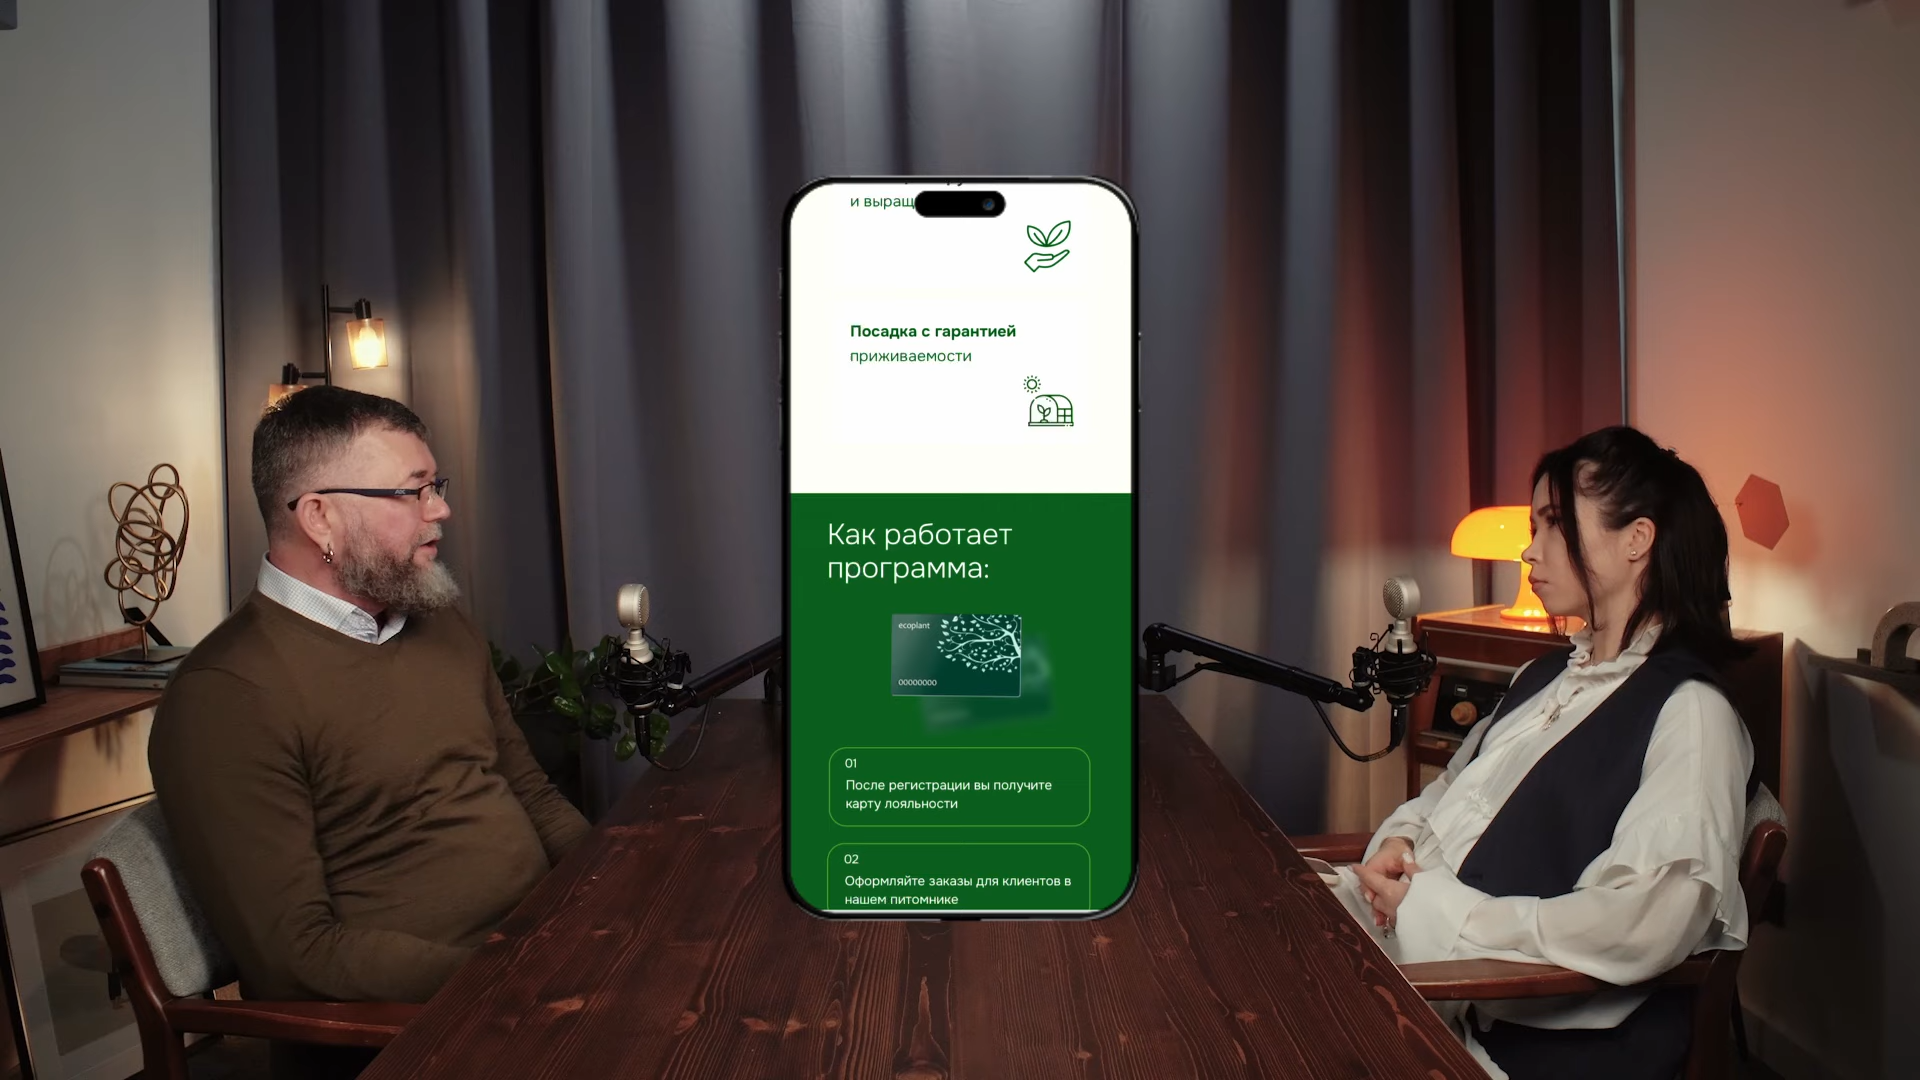 и выращ
Посадка с гарантией
приживаемости
Как работает
программа:
ecoplant
00000000
01
После регистрации вы получите
карту лояльности
02
Оформляйте заказы для клиентов в
нашем питомнике